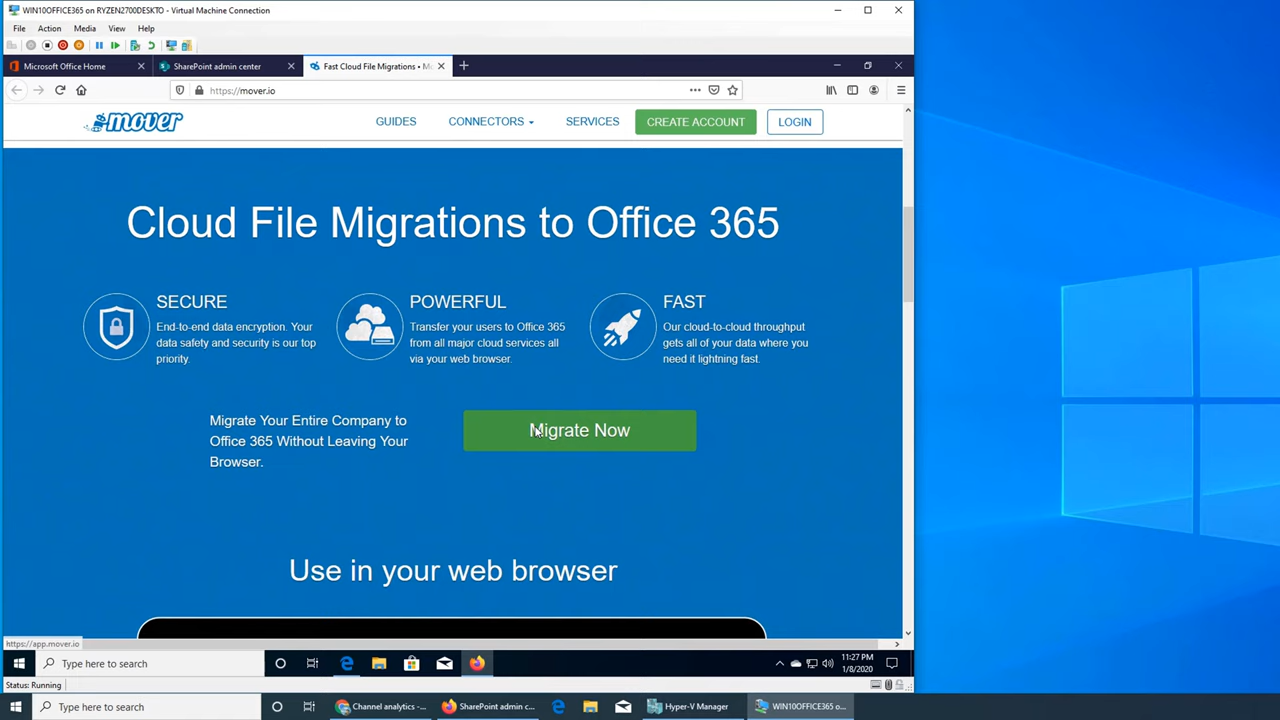 WIN10OFFICE365 on RYZEN2700DESKTO - Virtual Machine Connection
File Action Media View Help
Microsoft Office Home
SharePoint admin center
Fast Cloud File Migrations • Mo
https://mover.io
mover
GUIDES
CONNECTORS
SERVICES
CREATE ACCOUNT
LOGIN
Cloud File Migrations to Office 365
SECURE
End-to-end data encryption. Your
data safety and security is our top
priority.
POWERFUL
Transfer your users to Office 365
from all major cloud services all
via your web browser.
FAST
Our cloud-to-cloud throughput
gets all of your data where you
need it lightning fast.
Migrate Your Entire Company to
Office 365 Without Leaving Your
Browser.
Migrate Now
Use in your web browser
https://app.mover.io
Type here to search
11:27 PM
1/8/2020
Status: Running
Type here to search
Channel analytics -...
SharePoint admin c...
Hyper-V Manager
WIN10OFFICE365 o...